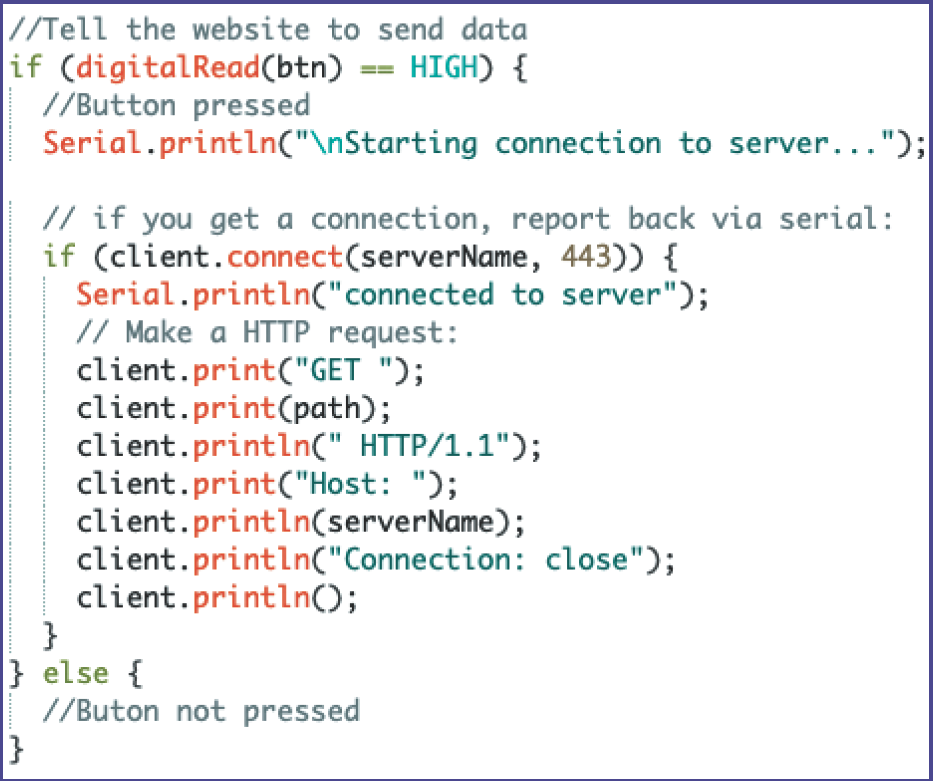 //Tell the website to send data
if (digitalRead(btn) == HIGH) {
//Button pressed
Serial.println("\nStarting connection to server...");
// if you get a connection, report back via serial:
if (client.connect(serverName, 443)) {
Serial.println("connected to server");
// Make a HTTP request:
client.print("GET ");
client.print(path);
client.println(" HTTP/1.1");
client.print("Host: ");
client.println(serverName);
client.println("Connection: close");
client.println();
}
} else {
//Buton not pressed
}